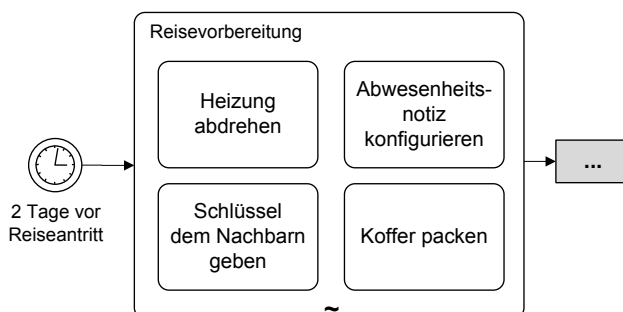 Reisevorbereitung
Heizung
abdrehen
Abwesenheits-
notiz
konfigurieren
2 Tage vor
Reiseantritt
Schlüssel
dem Nachbarn
geben
Koffer packen
...
~